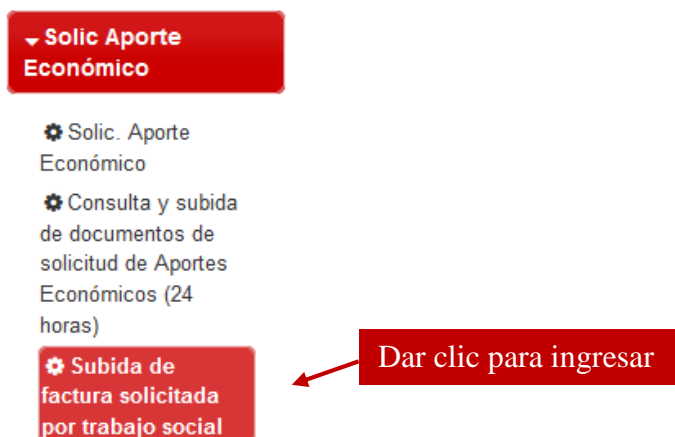 Solic Aporte
Económico
Solic. Aporte
Económico
Consulta y subida
de documentos de
solicitud de Aportes
Económicos (24
horas)
Subida de
factura solicitada
por trabajo social
Dar clic para ingresar